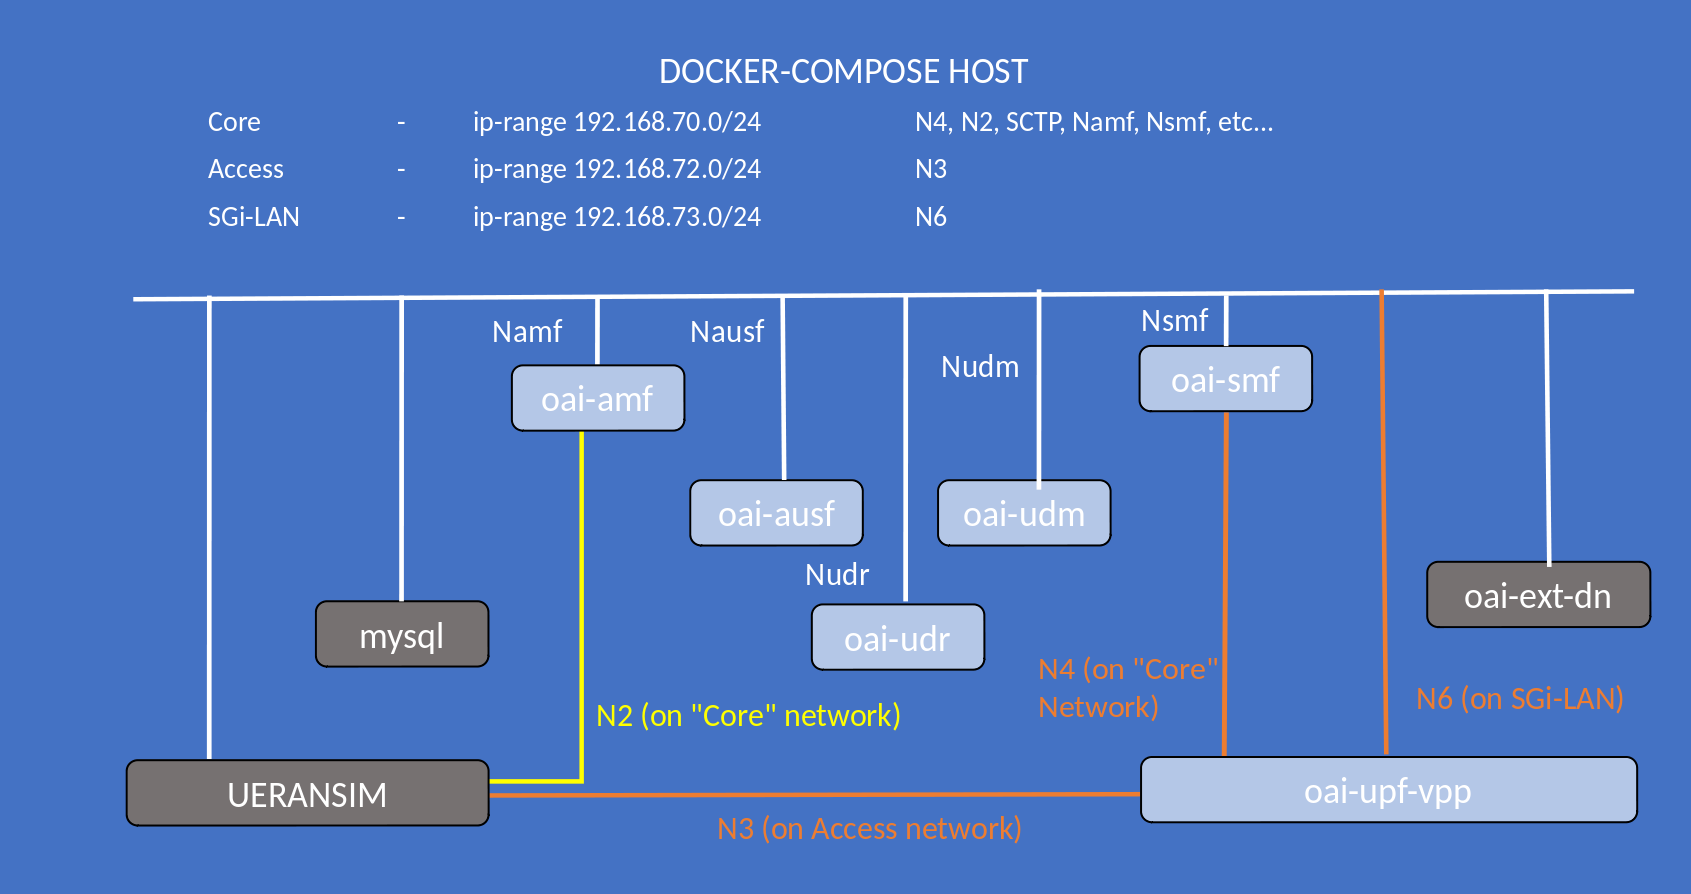 DOCKER-COMPOSE HOST
Core - ip-range 192.168.70.0/24 N4, N2, SCTP, Namf, Nsmf, etc...
Access - ip-range 192.168.72.0/24 N3
SGi-LAN - ip-range 192.168.73.0/24 N6
Namf
Nausf
Nudm
Nsmf
oai-amf
oai-smf
oai-ausf
oai-udm
Nudr
mysql
oai-udr
oai-ext-dn
N2 (on "Core" network)
N4 (on "Core"
Network)
N6 (on SGi-LAN)
UERANSIM
oai-upf-vpp
N3 (on Access network)